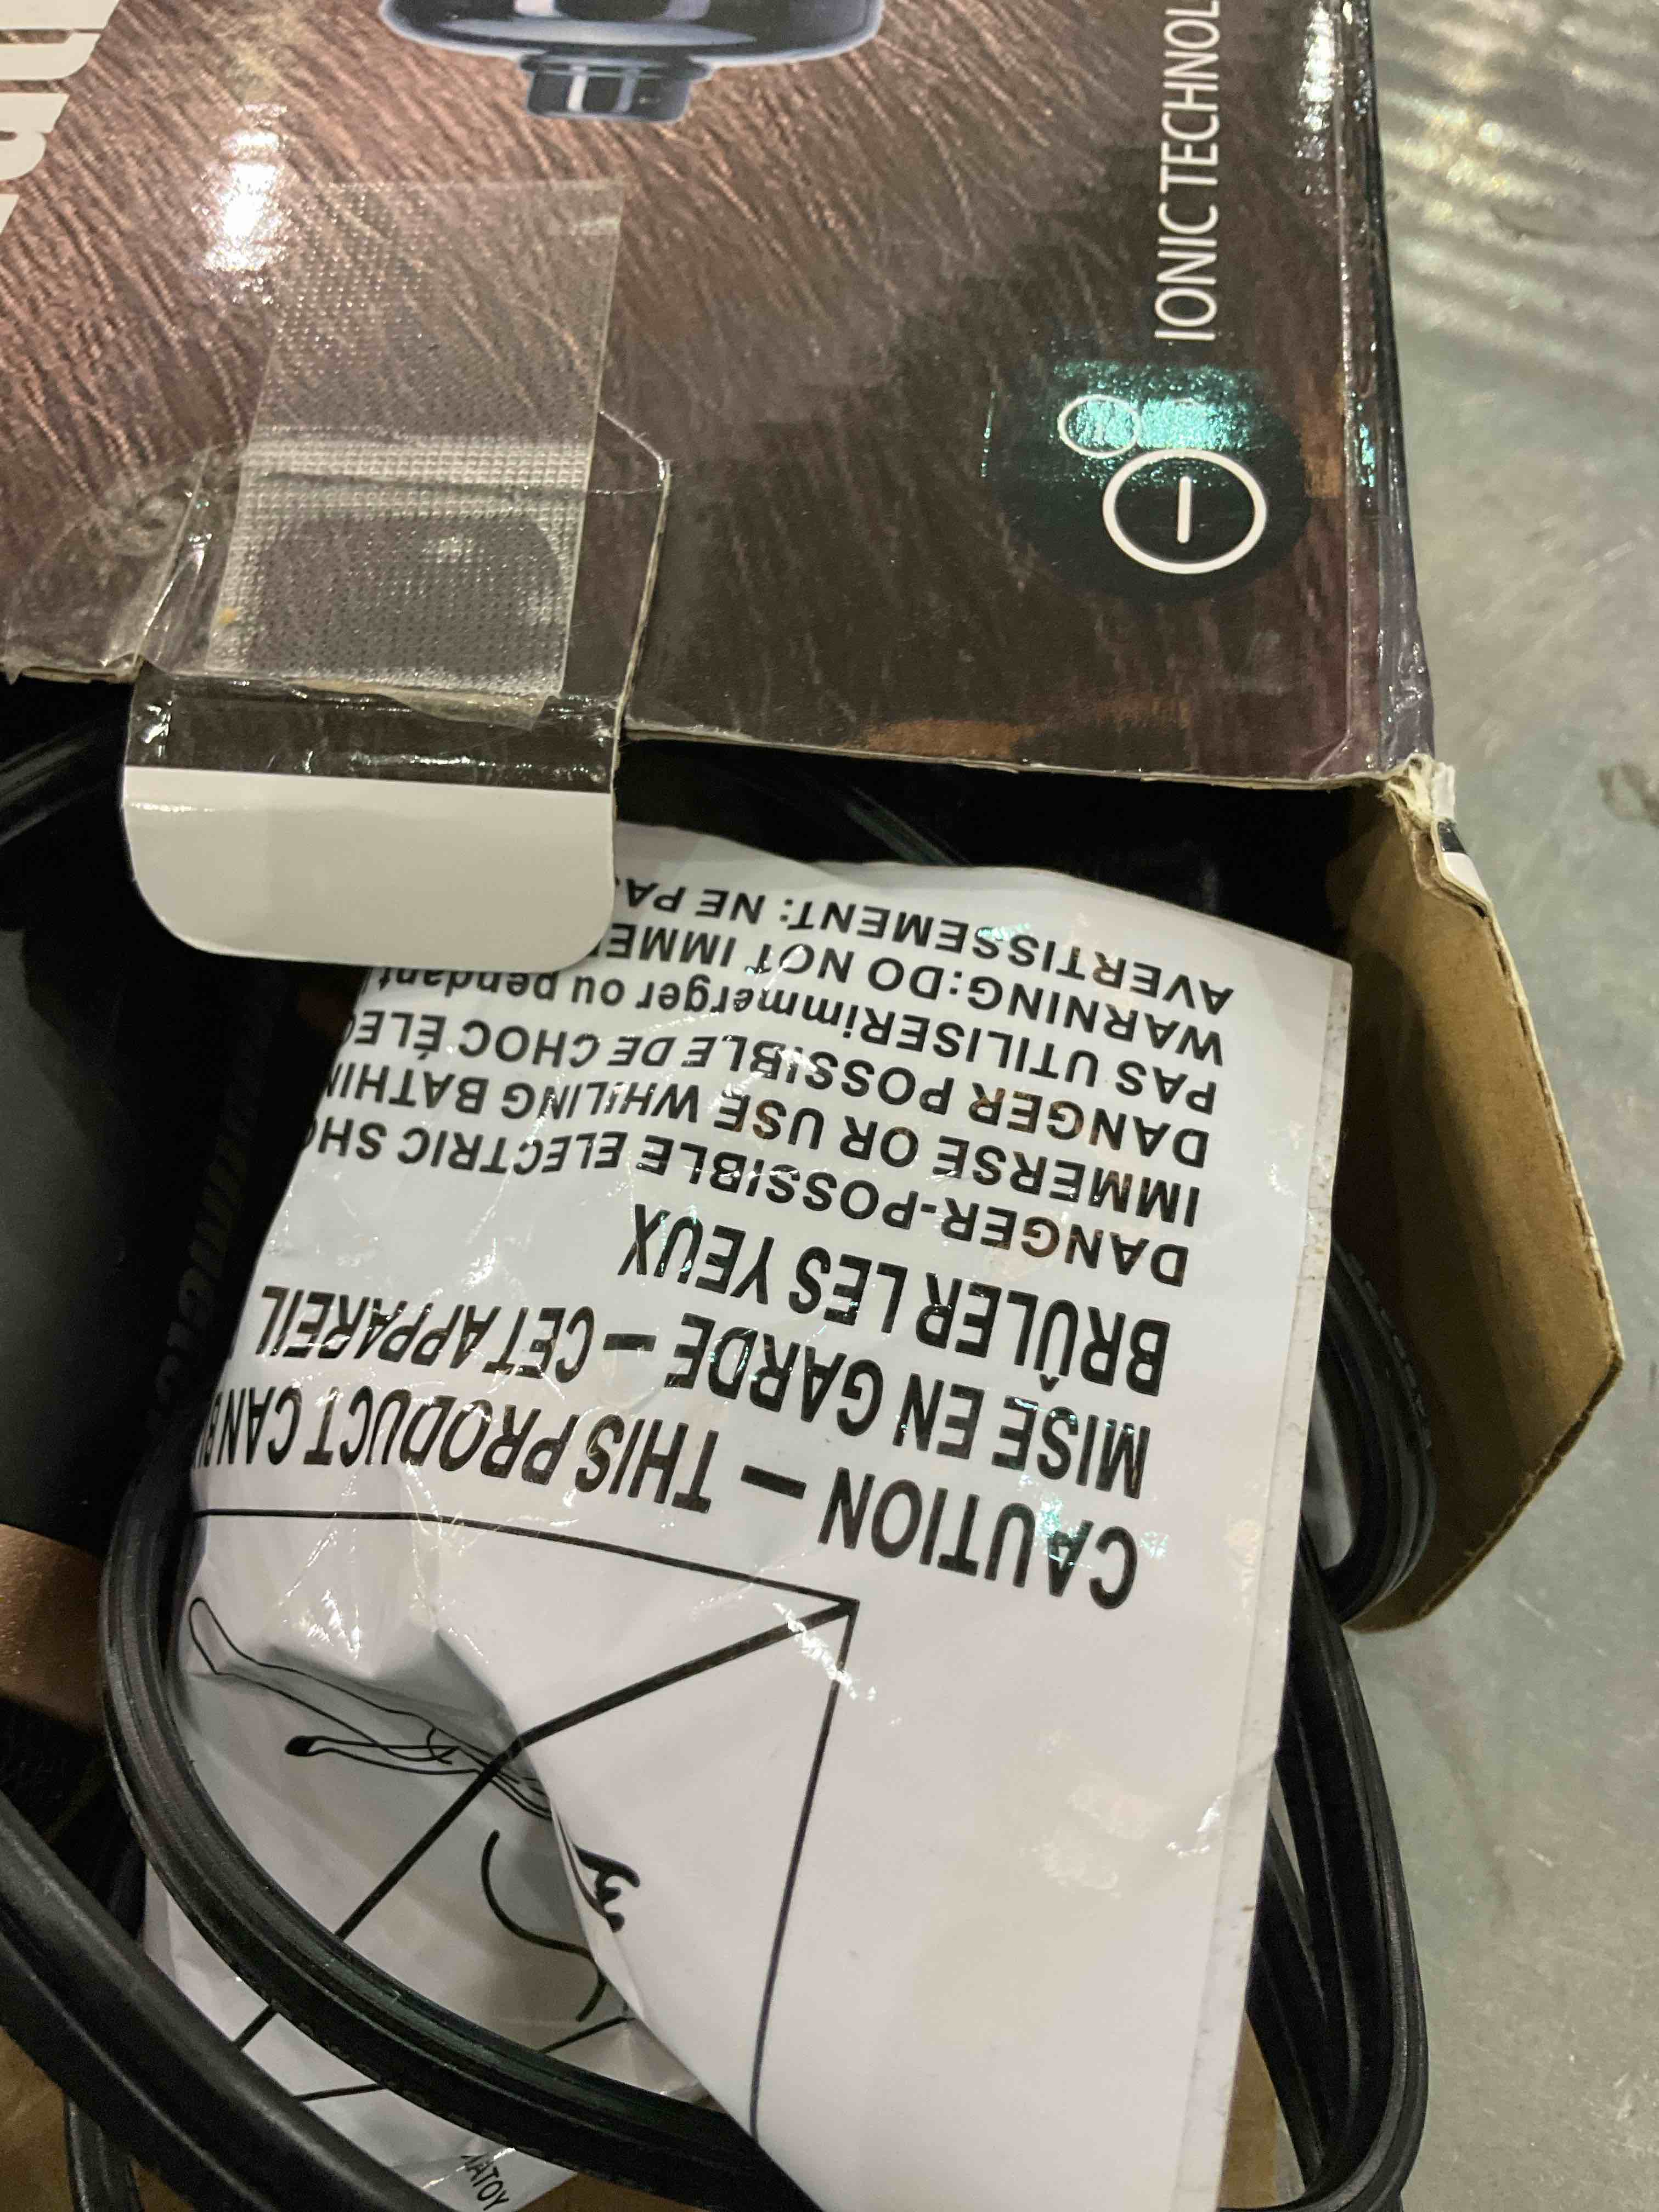 IONIC TECHNOL
CAUTION – THIS PRODUCT CAN
MISE EN GARDE – CET APPAREIL
BRÛLER LES YEUX
DANGER-POSSIBLE ELECTRIC SHO
IMMERSE OR USE WHILING BATHIN
DANGER POSSIBLE DE CHOC ÉLEC
PAS UTILISERimmerger ou pendant
WARNING:DO NOT IMME
AVERTISSEMENT: NE PAS